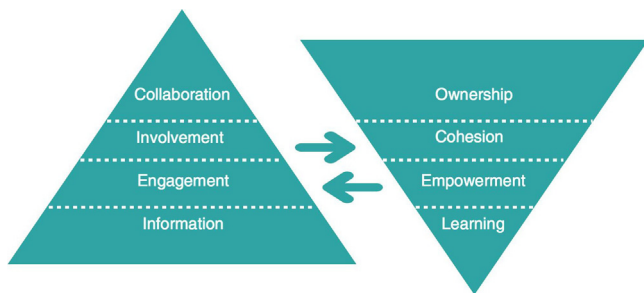 Collaboration
Involvement
Engagement
Information
Ownership
Cohesion
Empowerment
Learning